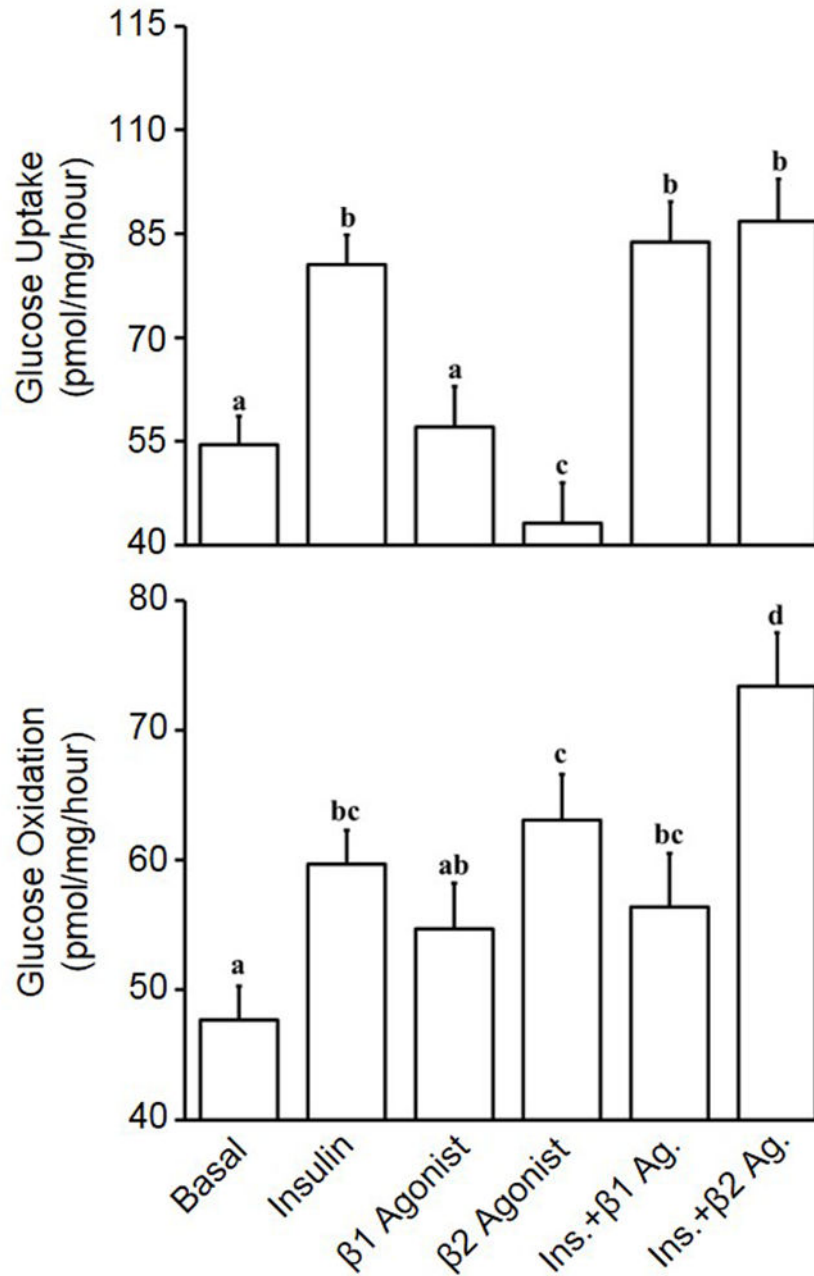 115
110
85
70
55
40
Glucose Uptake
(pmol/mg/hour)
a
b
a
c
b
b
80
70
60
50
40
Glucose Oxidation
(pmol/mg/hour)
a
bc
ab
c
bc
d
Basal
Insulin
β1 Agonist
β2 Agonist
Ins.+β1 Ag.
Ins.+β2 Ag.